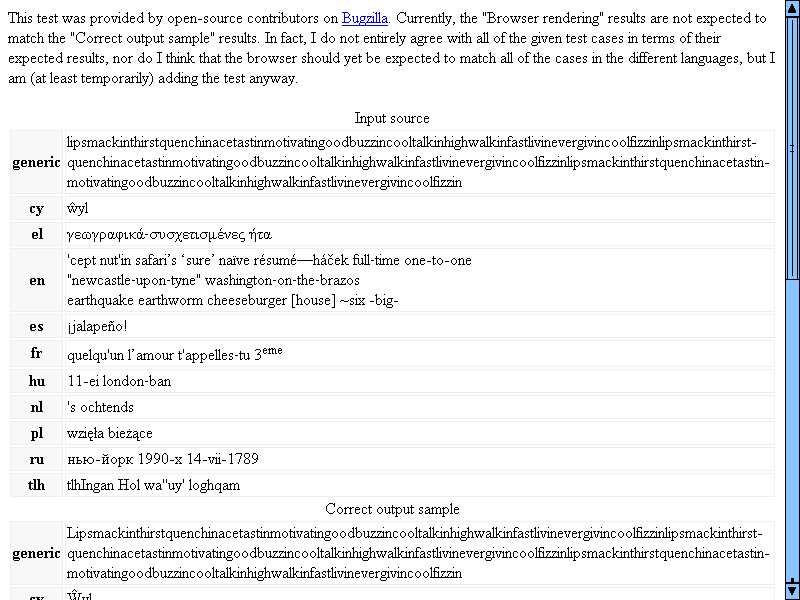 This test was provided by open-source contributors on Bugzilla. Currently, the "Browser rendering" results are not expected to
match the "Correct output sample" results. In fact, I do not entirely agree with all of the given test cases in terms of their
expected results, nor do I think that the browser should yet be expected to match all of the cases in the different languages, but I
am (at least temporarily) adding the test anyway.
Input source
generic lipsmackinthirstquenchinacetastinmotivatingoodbuzzincooltalkinhighwalkinfastlivinevergivincoolfizzinlipsmackinthirst-
quenchinacetastinmotivatingoodbuzzincooltalkinhighwalkinfastlivinevergivincoolfizzinlipsmackinthirstquenchinacetastin-
motivatingoodbuzzincooltalkinhighwalkinfastlivinevergivincoolfizzin
cy ŵyl
el γεωγραφικά-συσχετισμένες ήτα
en 'cept nut'in safari’s ‘sure’ naïve résumé—háček full-time one-to-one
"newcastle-upon-tyne" washington-on-the-brazos
earthquake earthworm cheeseburger [house] ~six -big-
es ¡jalapeño!
fr quelqu'un l’amour t'appelles-tu 3eme
hu 11-ei london-ban
nl 's ochtends
pl wzięła bieżące
ru нью-йорк 1990-х 14-vii-1789
tlh tlhIngan Hol wa''uy' loghqam
Correct output sample
generic Lipsmackinthirstquenchinacetastinmotivatingoodbuzzincooltalkinhighwalkinfastlivinevergivincoolfizzinlipsmackinthirst-
quenchinacetastinmotivatingoodbuzzincooltalkinhighwalkinfastlivinevergivincoolfizzinlipsmackinthirstquenchinacetastin-
motivatingoodbuzzincooltalkinhighwalkinfastlivinevergivincoolfizzin
cy Ŵyl